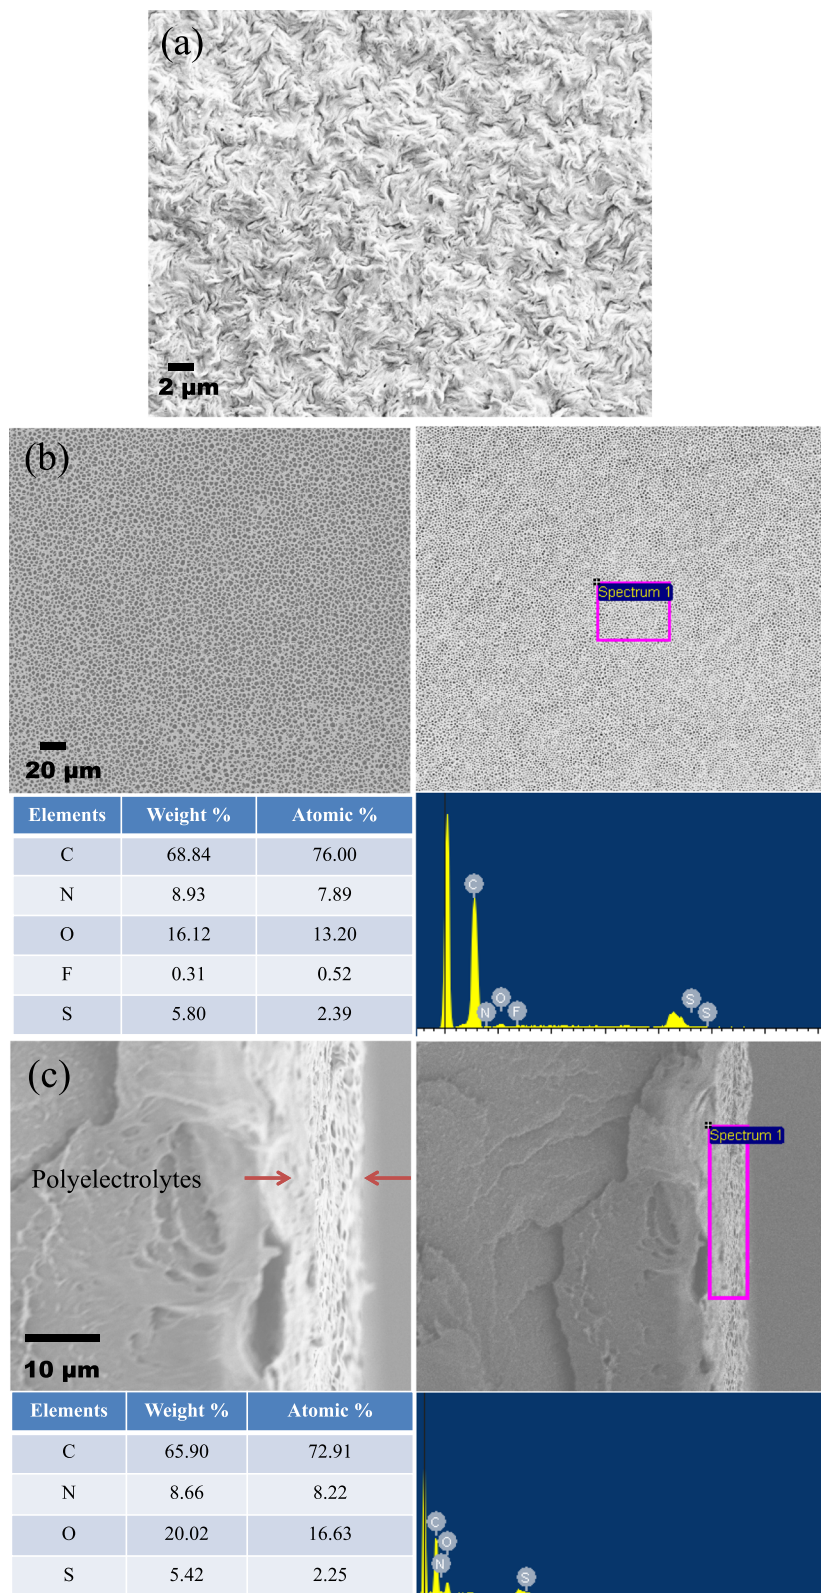 (a)
2 μm
(b)
Spectrum 1
20 μm
Elements Weight % Atomic %
C 68.84 76.00
N 8.93 7.89
O 16.12 13.20
F 0.31 0.52
S 5.80 2.39
C
N
O
F
S
S
(c)
Polyelectrolytes
10 μm
Spectrum 1
Elements Weight % Atomic %
C 65.90 72.91
N 8.66 8.22
O 20.02 16.63
S 5.42 2.25
C
O
N
S